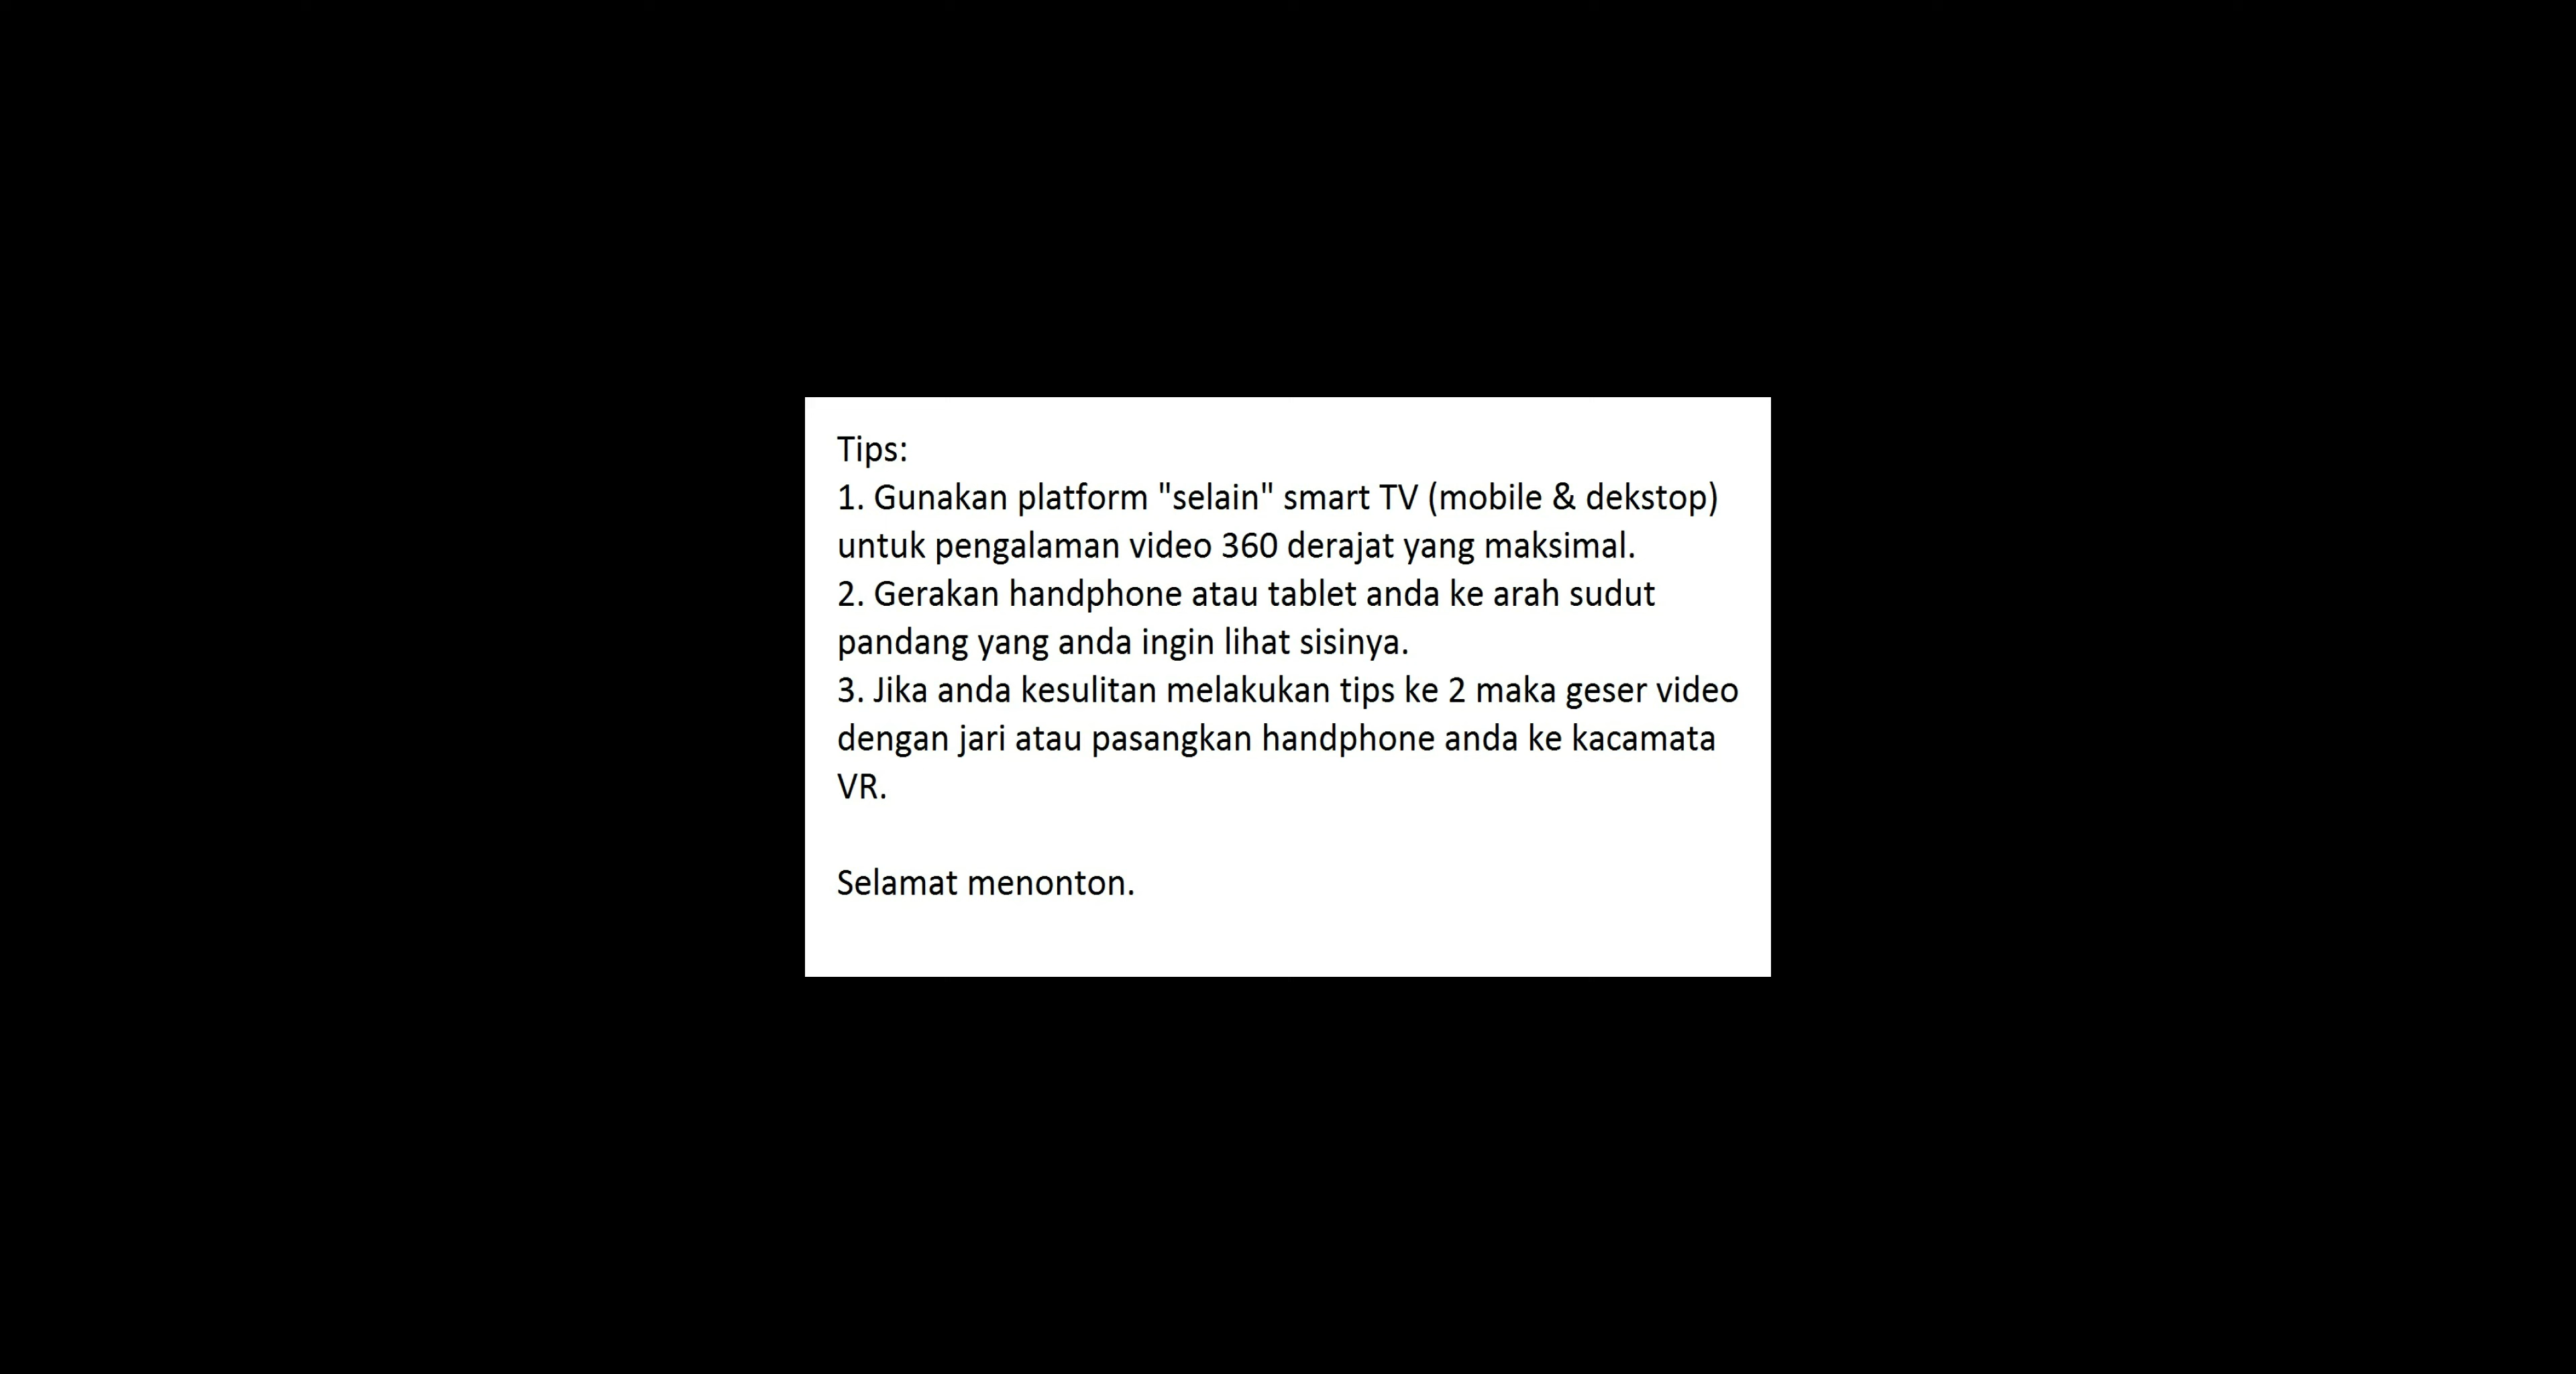 Tips:
1. Gunakan platform "selain" smart TV (mobile & dekstop)
untuk pengalaman video 360 derajat yang maksimal.
2. Gerakan handphone atau tablet anda ke arah sudut
pandang yang anda ingin lihat sisinya.
3. Jika anda kesulitan melakukan tips ke 2 maka geser video
dengan jari atau pasangkan handphone anda ke kacamata
VR.
Selamat menonton.